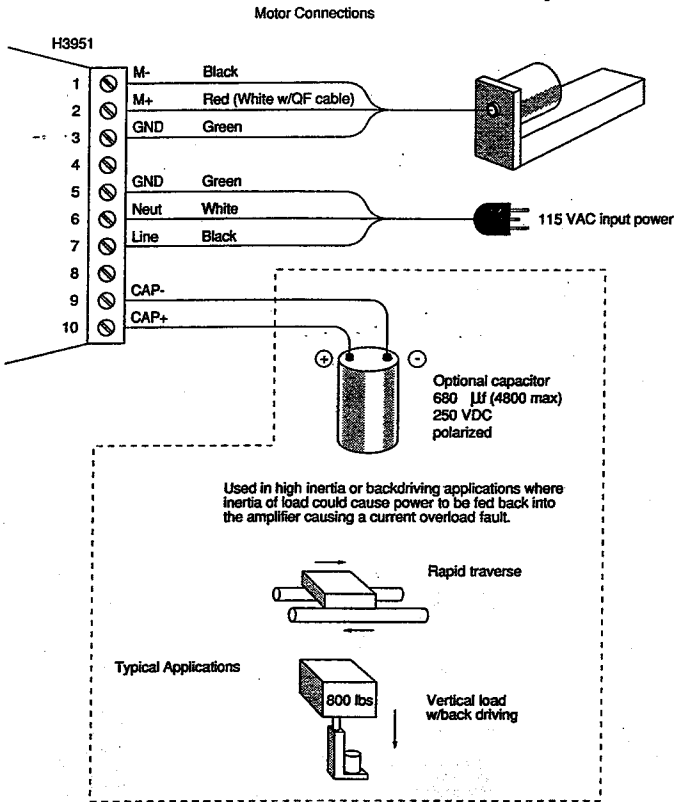 Motor Connections
H3951
1 M- Black
2 M+ Red (White w/QF cable)
3 GND Green
4
5 GND Green
6 Neut White
7 Line Black
115 VAC input power
8
9 CAP-
10 CAP+
+ -
Optional capacitor
680 µf (4800 max)
250 VDC
polarized
Used in high inertia or backdriving applications where
inertia of load could cause power to be fed back into
the amplifier causing a current overload fault.
Rapid traverse
Typical Applications
800 lbs
Vertical load
w/back driving